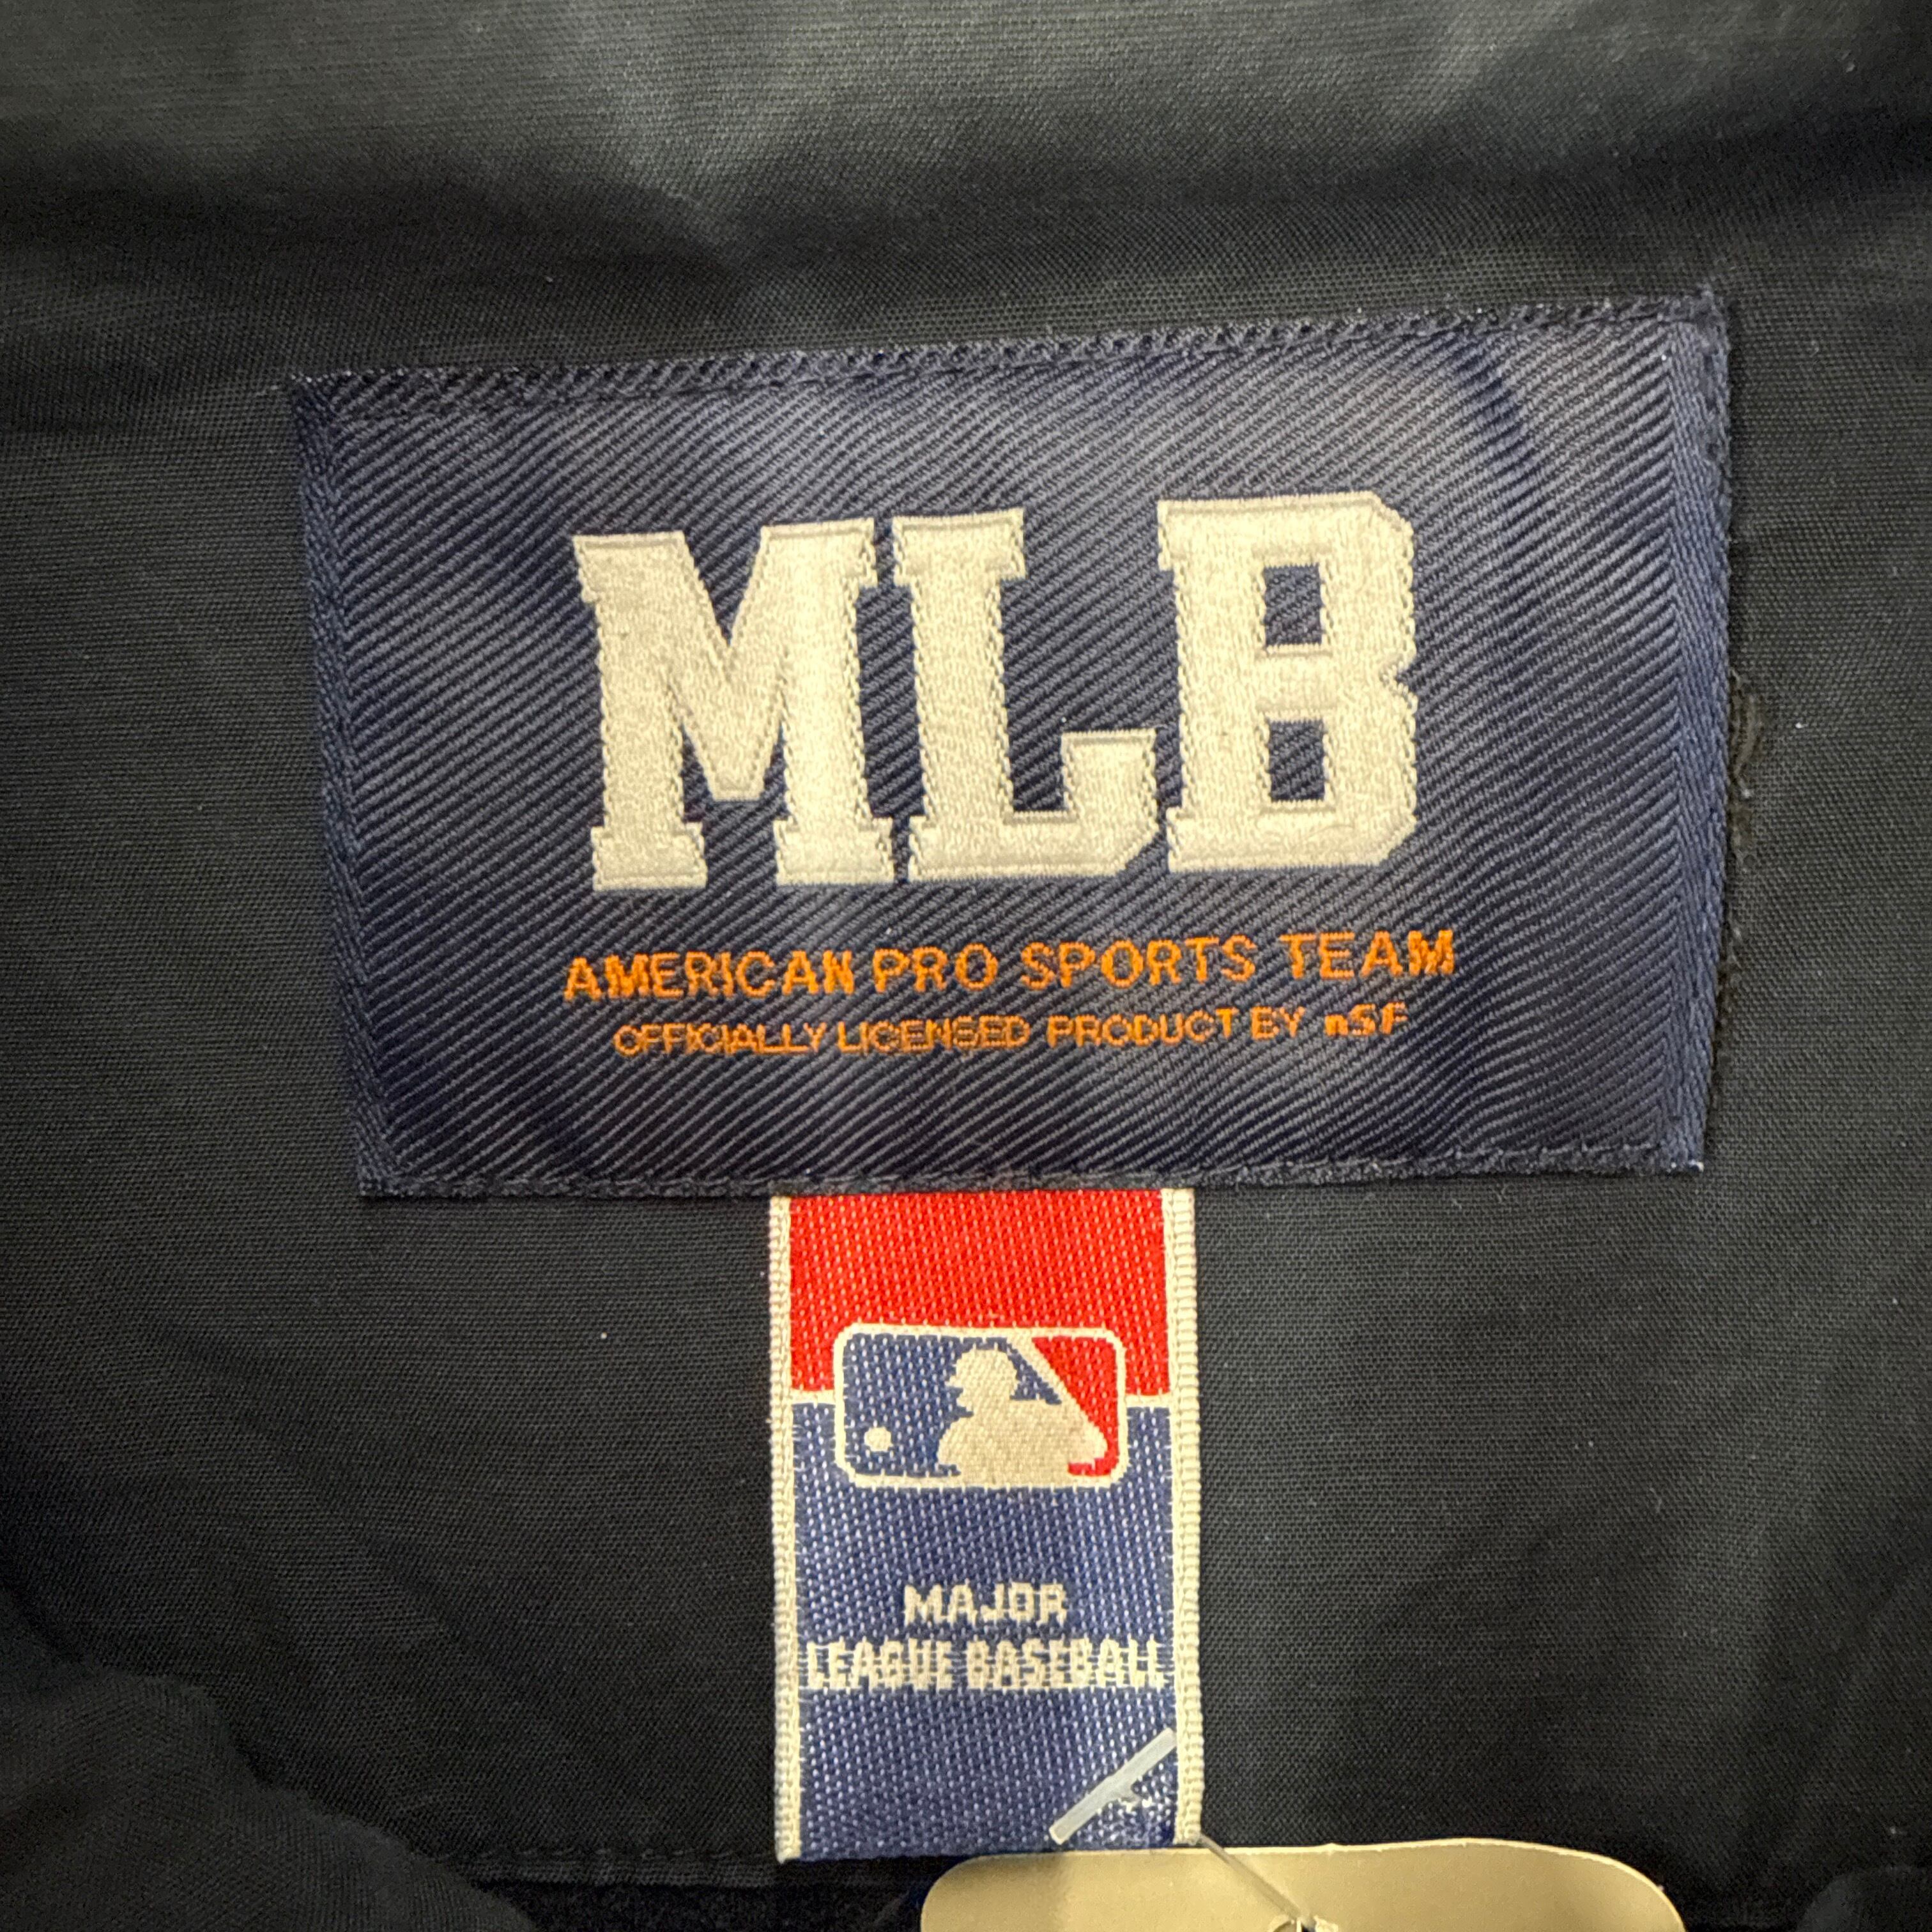 MLB
AMERICAN PRO SPORTS TEAM
OFFICIALLY LICENSED PRODUCT BY nSF
MAJOR
LEAGUE BASEBALL